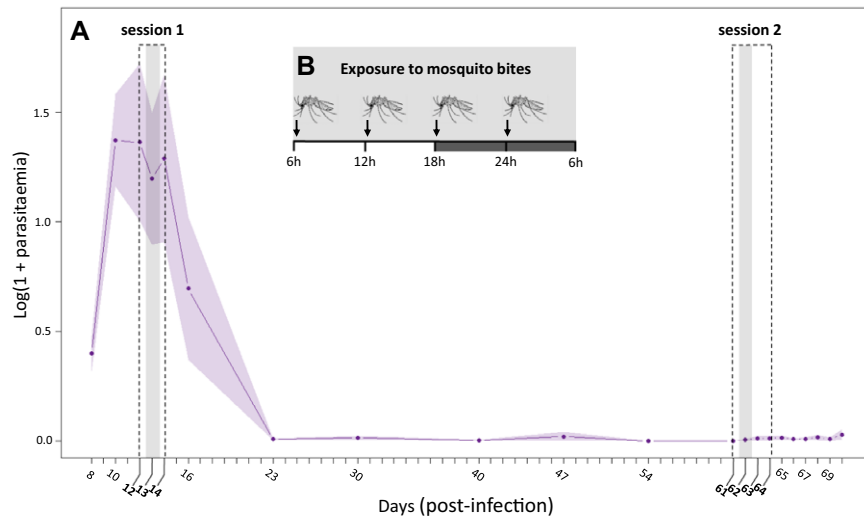 A
session 1
session 2
B
Exposure to mosquito bites
6h 12h 18h 24h 6h
Log(1 + parasitaemia)
1.5
1.0
0.5
0.0
8 10 12 13 14 16 23 30 40 47 54 61 62 63 64 65 67 69
Days (post-infection)